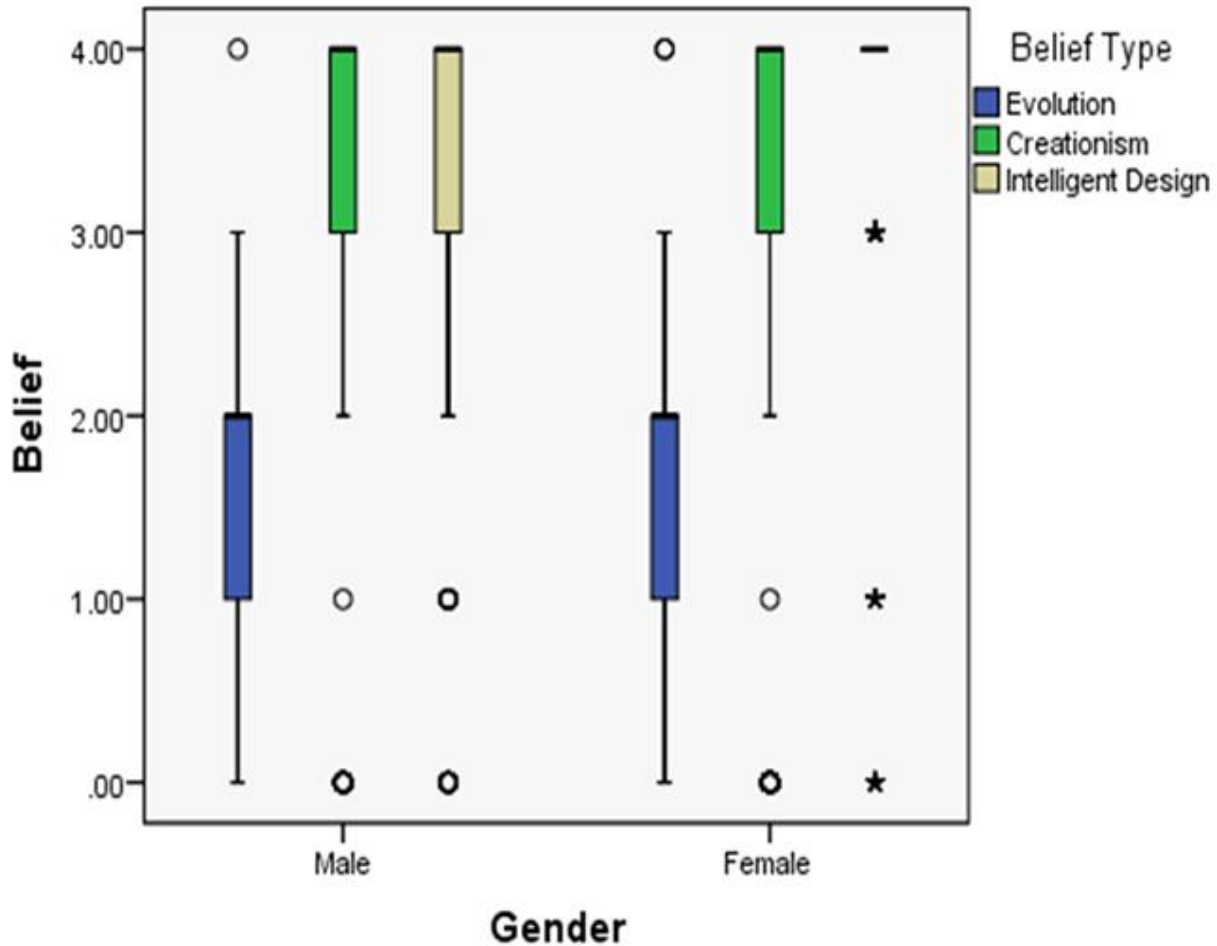 Belief Type
Evolution
Creationism
Intelligent Design
4.00
3.00
2.00
1.00
.00
Belief
Male
Female
Gender